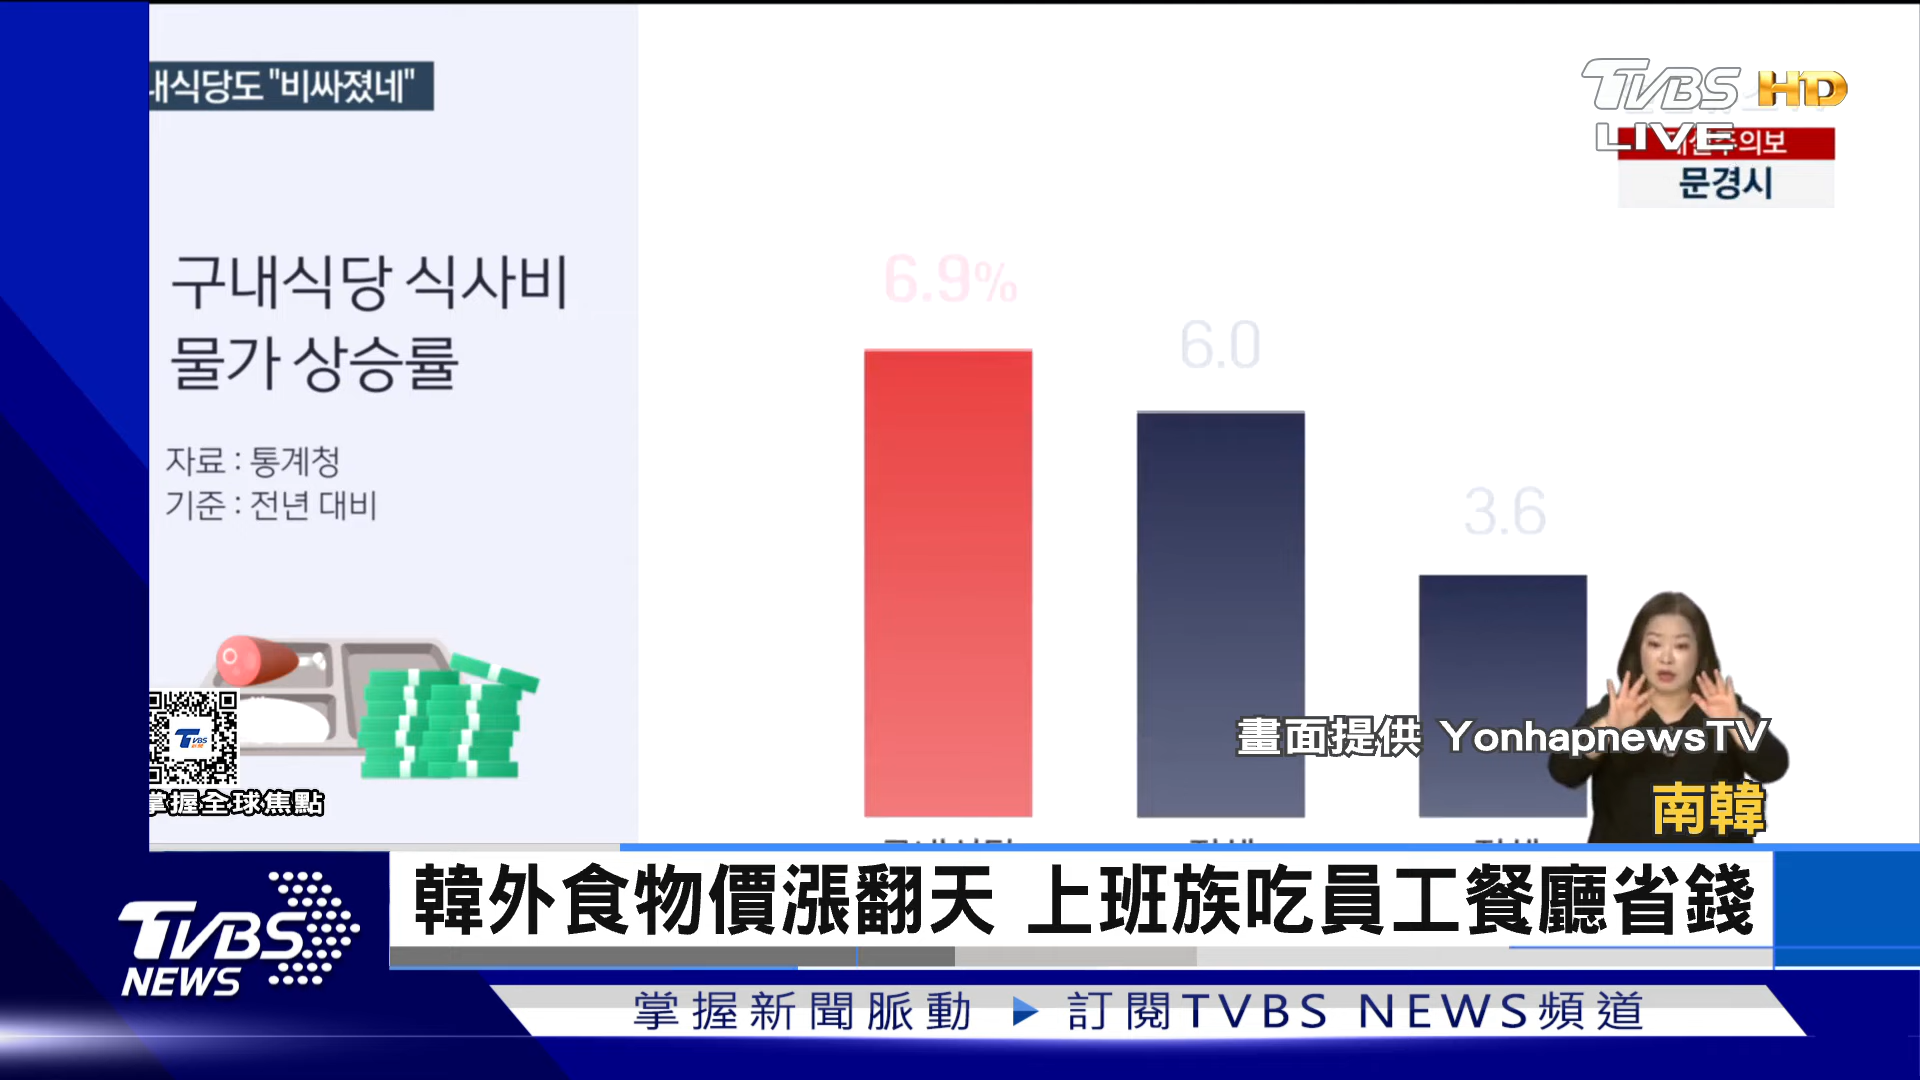 내식당도 "비싸졌네"
TVBS HD
LIVE
주의보
문경시
구내식당 식사비
물가 상승률
자료 : 통계청
기준 : 전년 대비
6.9%
6.0
3.6
TVBS
掌握全球焦點
畫面提供 YonhapnewsTV
南韓
韓外食物價漲翻天 上班族吃員工餐廳省錢
TVBS
NEWS
掌握新聞脈動 ▶ 訂閱TVBS NEWS頻道